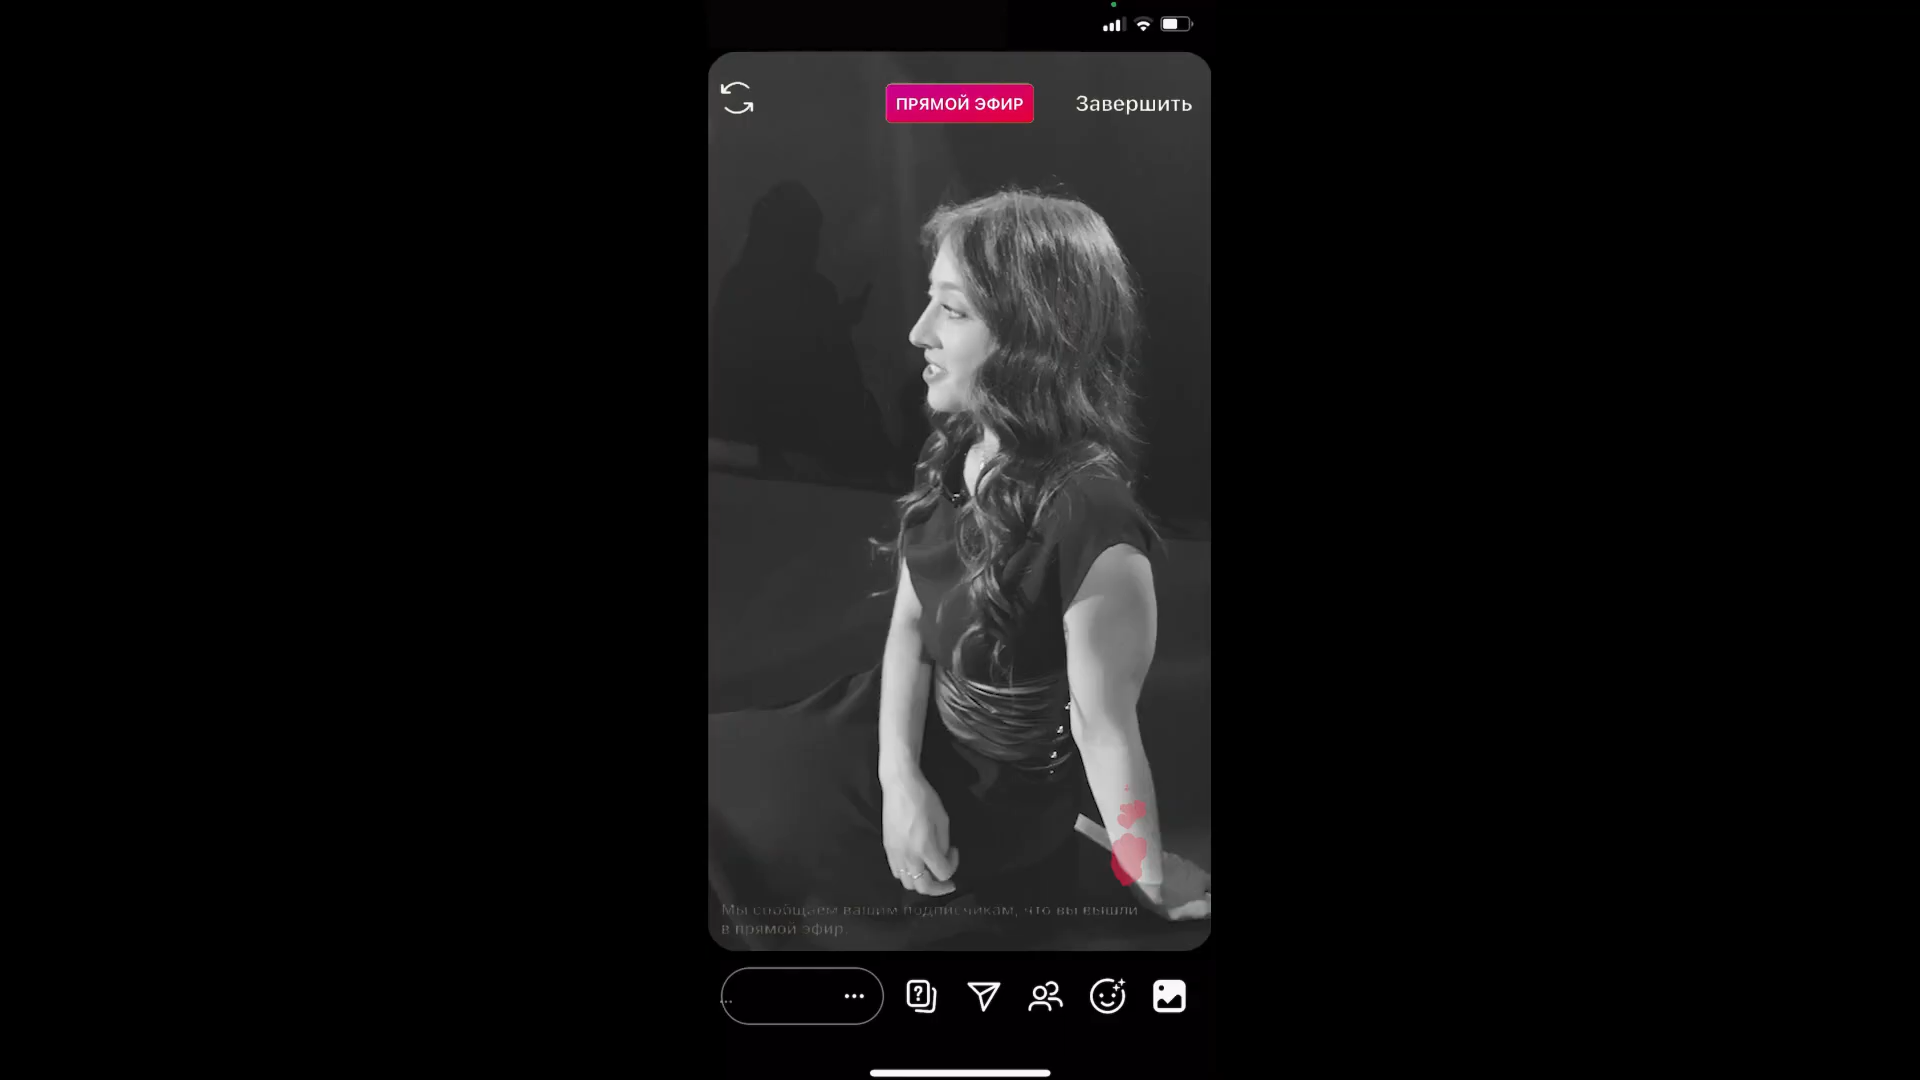 ПРЯМОЙ ЭФИР
Завершить
Мы сообщаем вашим подписчикам, что вы вышли
в прямой эфир.